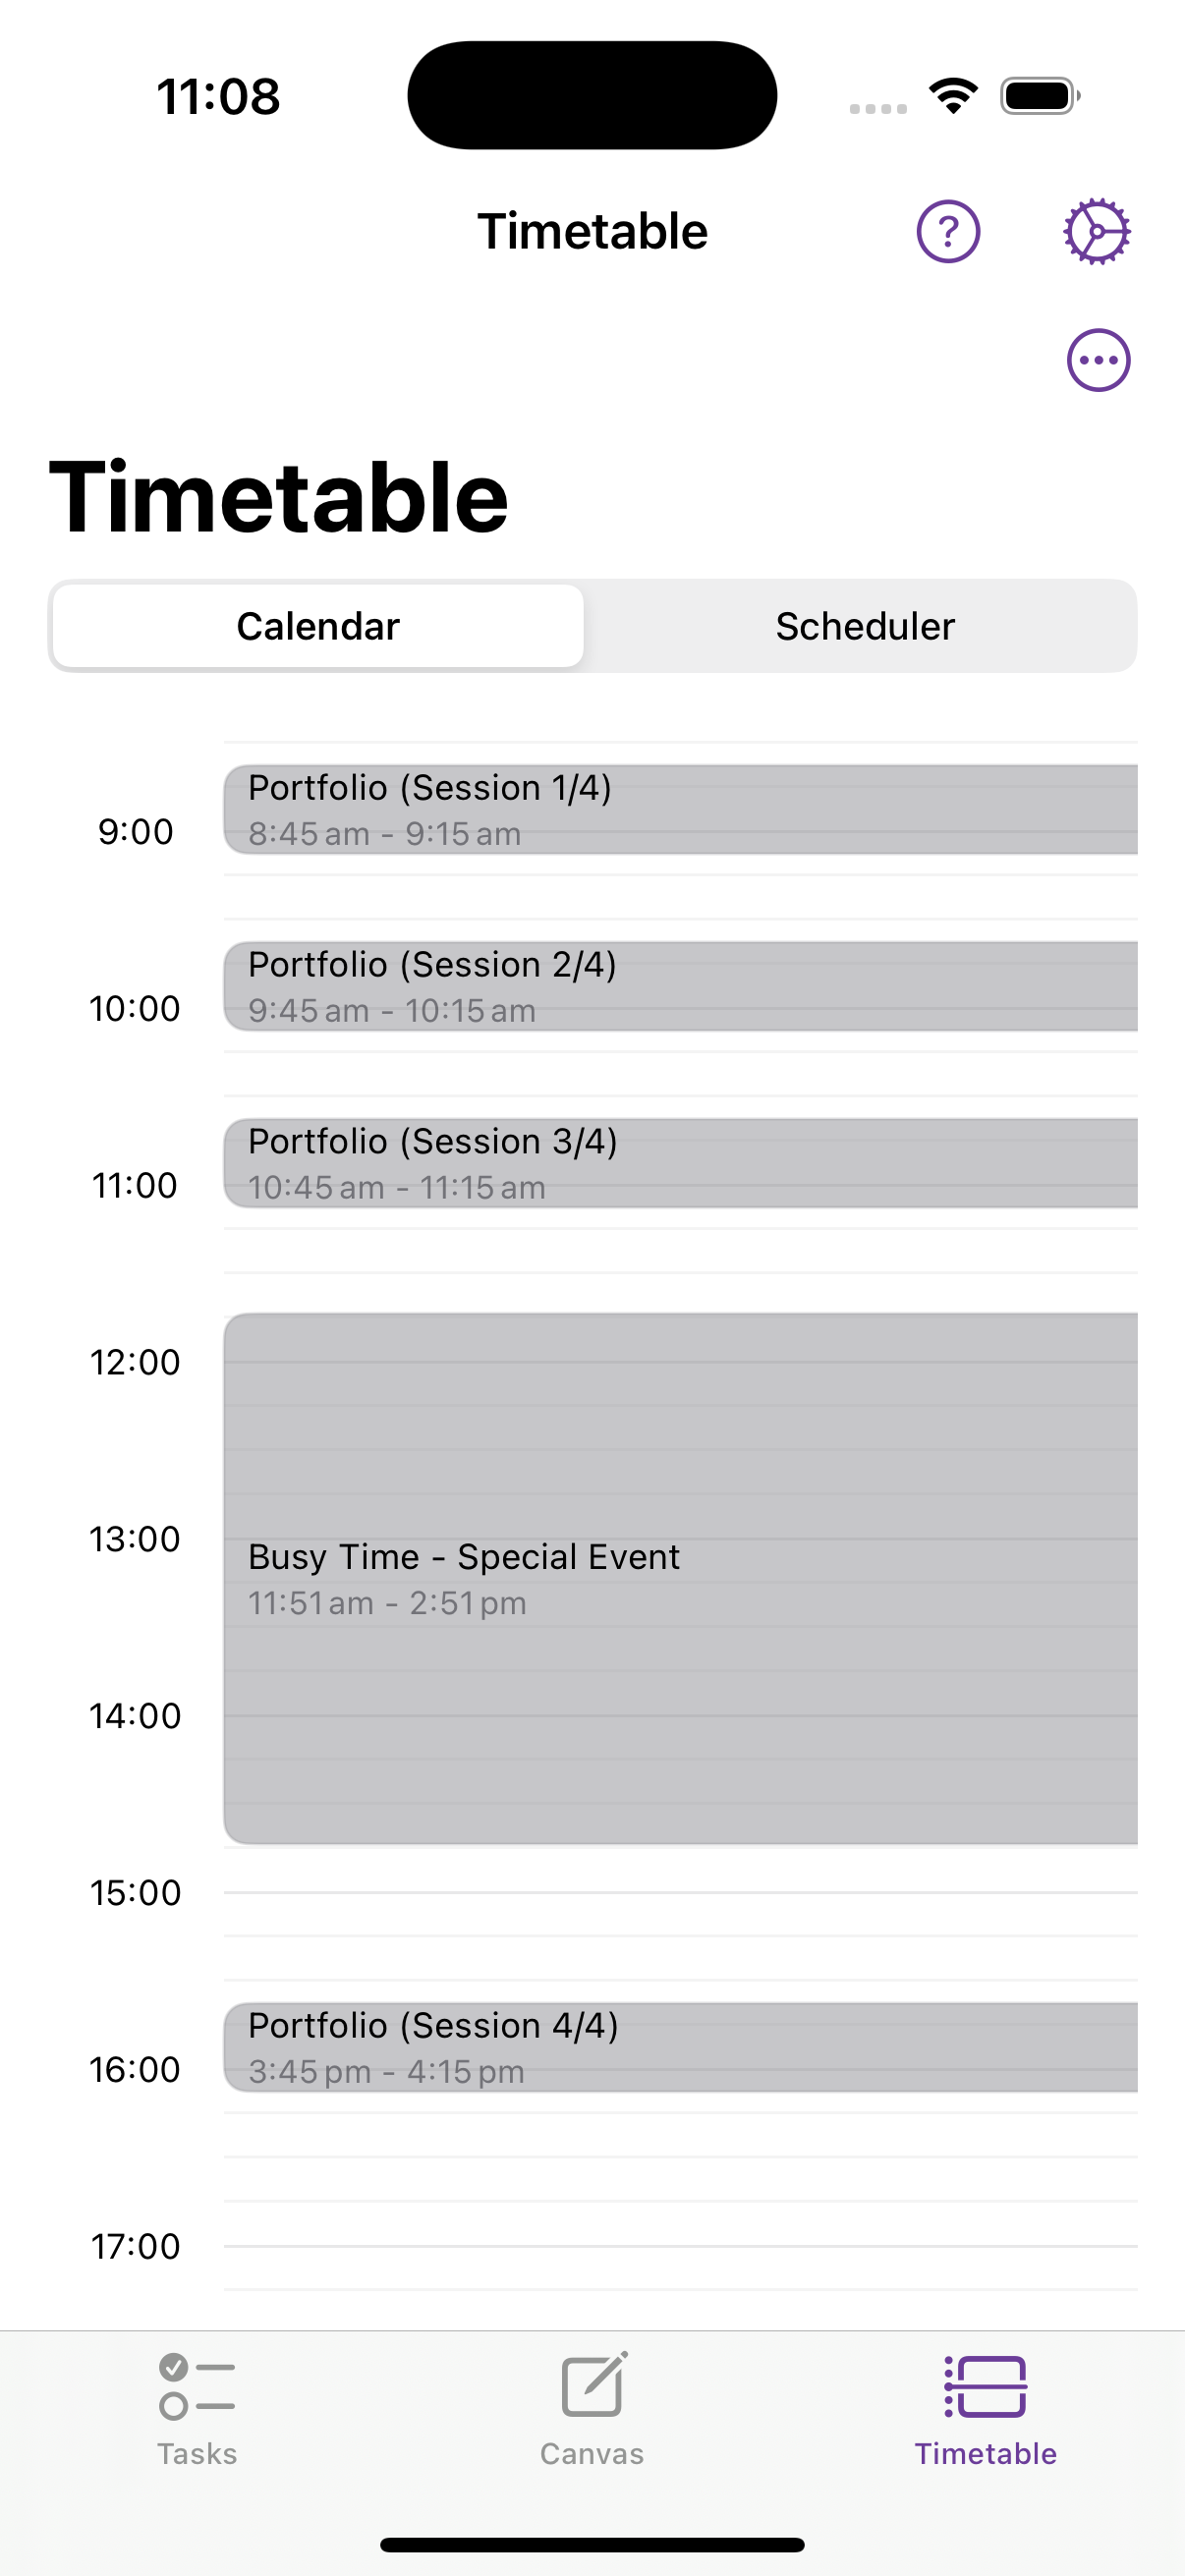 11:08
Timetable
?
Timetable
Calendar
Scheduler
Portfolio (Session 1/4)
9:00
8:45 am - 9:15 am
Portfolio (Session 2/4)
10:00
9:45 am - 10:15 am
Portfolio (Session 3/4)
11:00
10:45 am - 11:15 am
12:00
13:00
Busy Time - Special Event
11:51 am - 2:51 pm
14:00
15:00
Portfolio (Session 4/4)
16:00
3:45 pm - 4:15 pm
17:00
Tasks
Canvas
Timetable